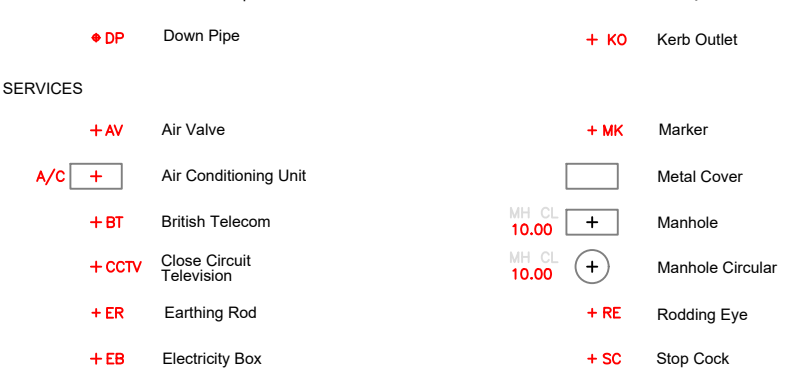 DP Down Pipe
KO Kerb Outlet
SERVICES
AV Air Valve
MK Marker
A/C Air Conditioning Unit
Metal Cover
BT British Telecom
MH CL
10.00
Manhole
CCTV Close Circuit
Television
MH CL
10.00
Manhole Circular
ER Earthing Rod
RE Rodding Eye
EB Electricity Box
SC Stop Cock